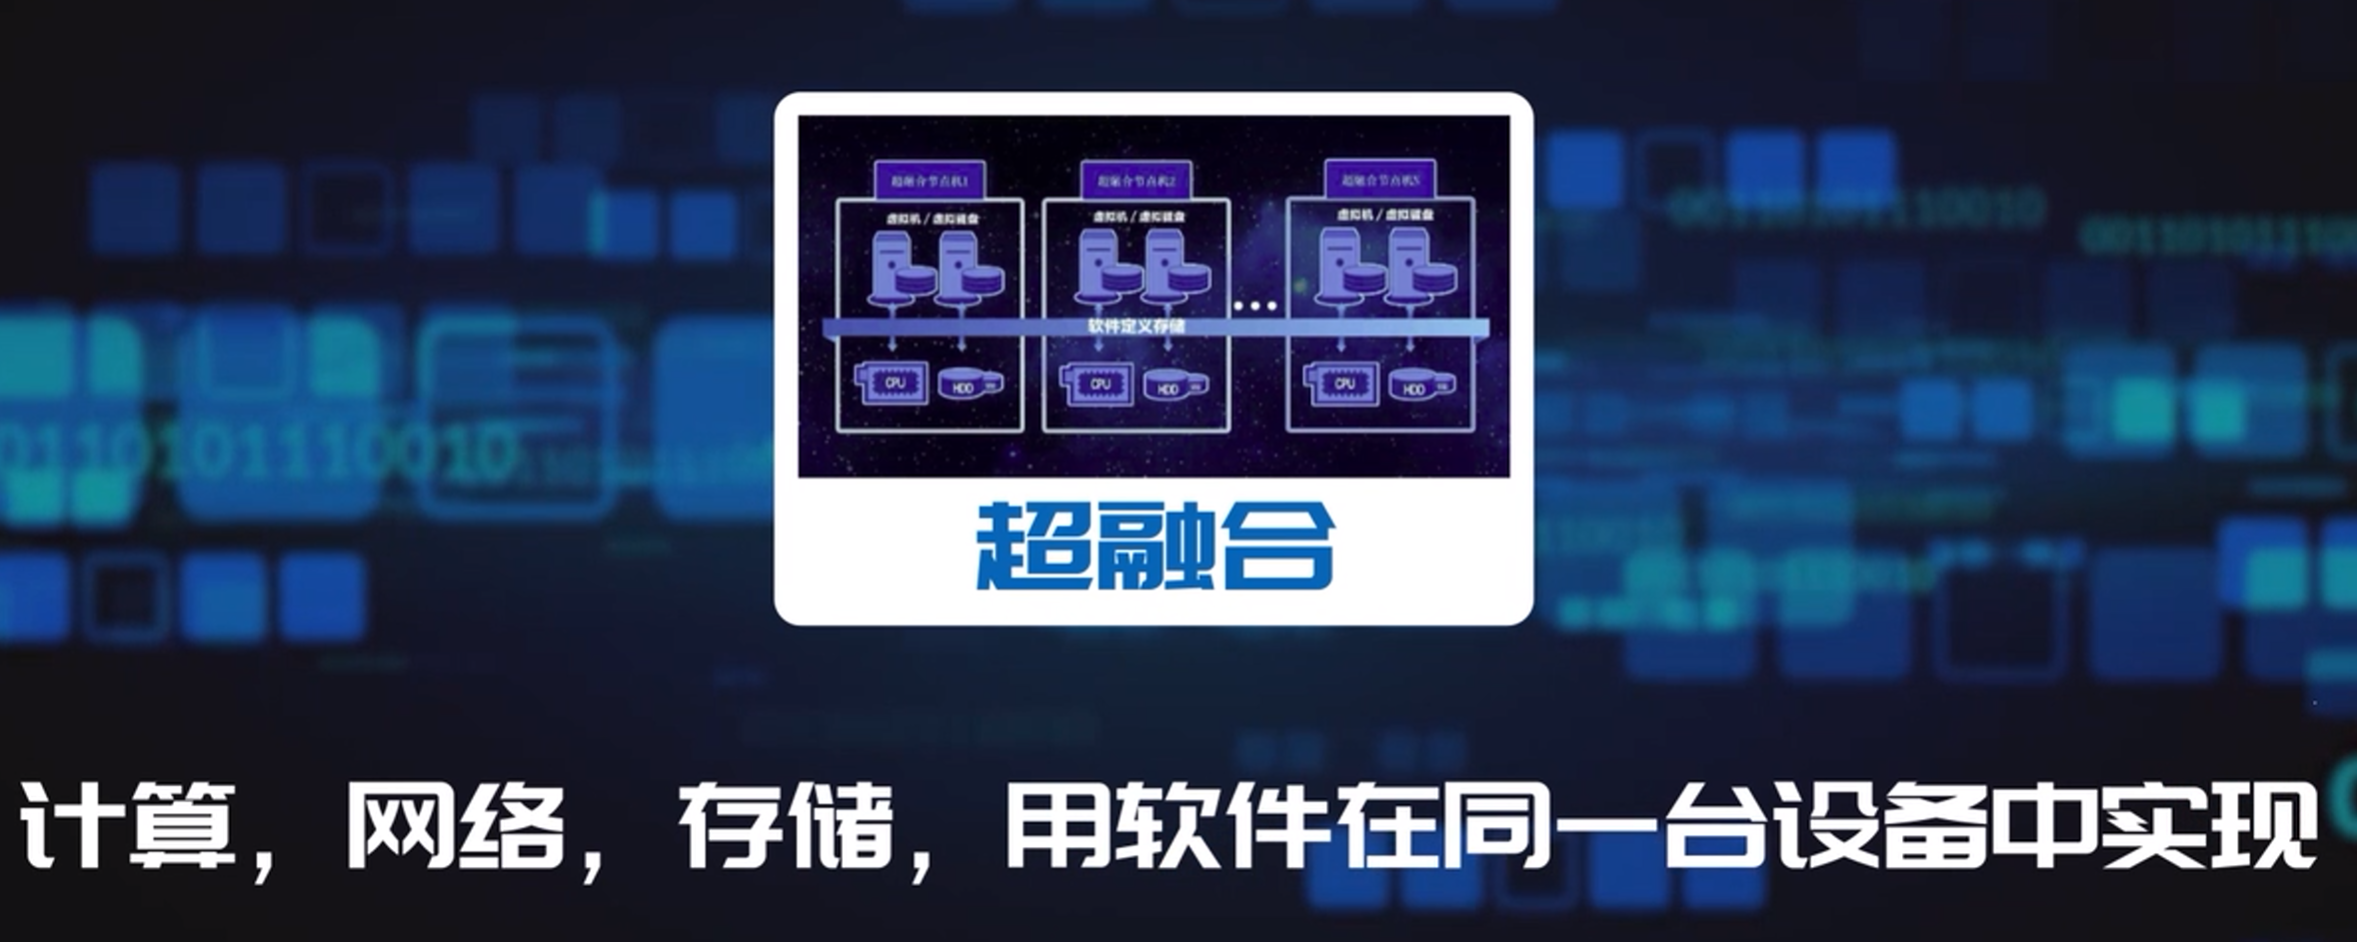 超融合节点机1
超融合节点机2
超融合节点机N
虚拟机 / 虚拟磁盘
虚拟机 / 虚拟磁盘
虚拟机 / 虚拟磁盘
软件定义存储
CPU
HDD
CPU
HDD
CPU
HDD
超融合
计算，网络，存储，用软件在同一台设备中实现